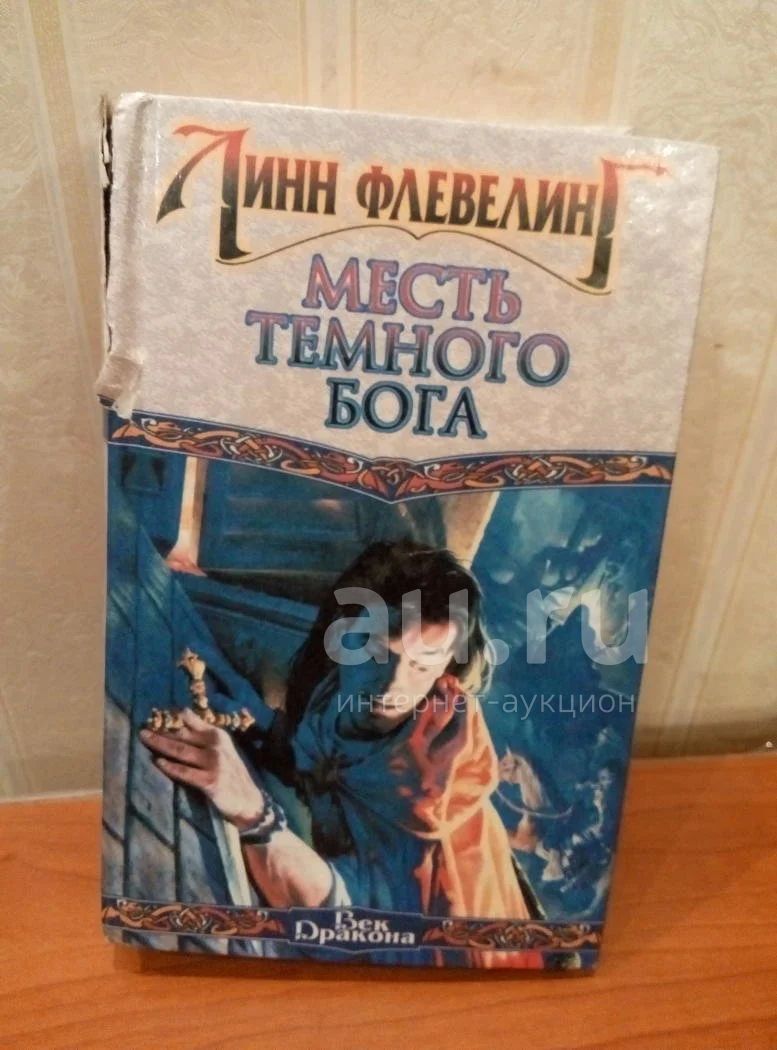 Линн Флевелинг
Месть
Темного
Бога
au.ru
интернет-аукцион
Век
Дракона